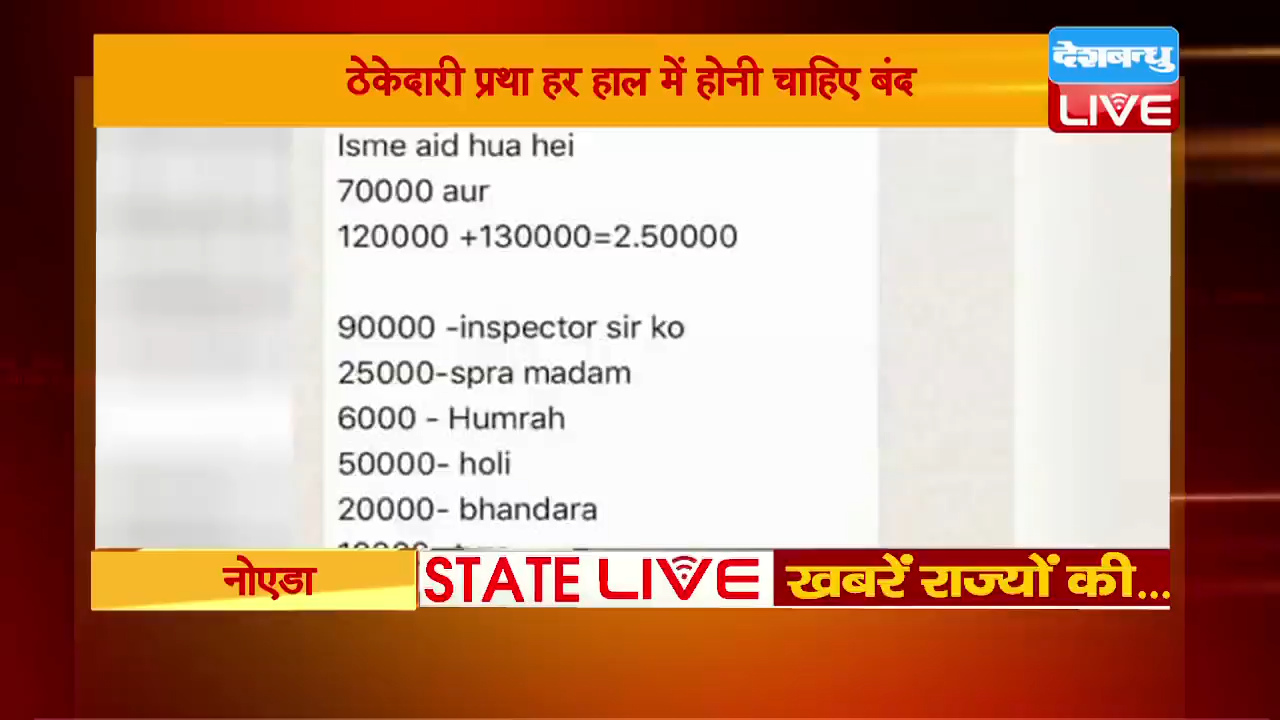 ठेकेदारी प्रथा हर हाल में होनी चाहिए बंद
देशबन्धु
LIVE
Isme aid hua hei
70000 aur
120000 +130000=2.50000
90000 -inspector sir ko
25000-spra madam
6000 - Humrah
50000- holi
20000- bhandara
नोएडा
STATE LIVE
खबरें राज्यों की...